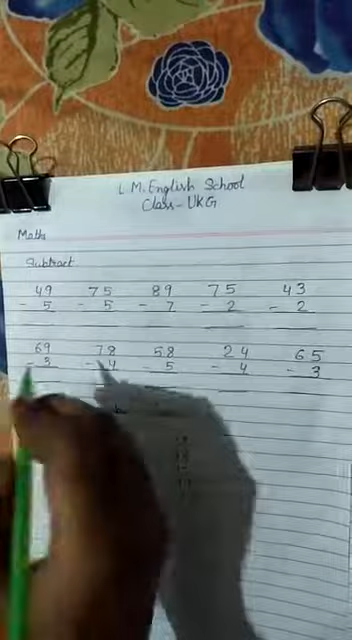 L.M. English School
Class - UKG
Maths
Subtract.
49 75 89 75 43
- 5 - 5 - 7 - 2 - 2
69 78 58 24 65
- 3 - 4 - 5 - 4 - 3